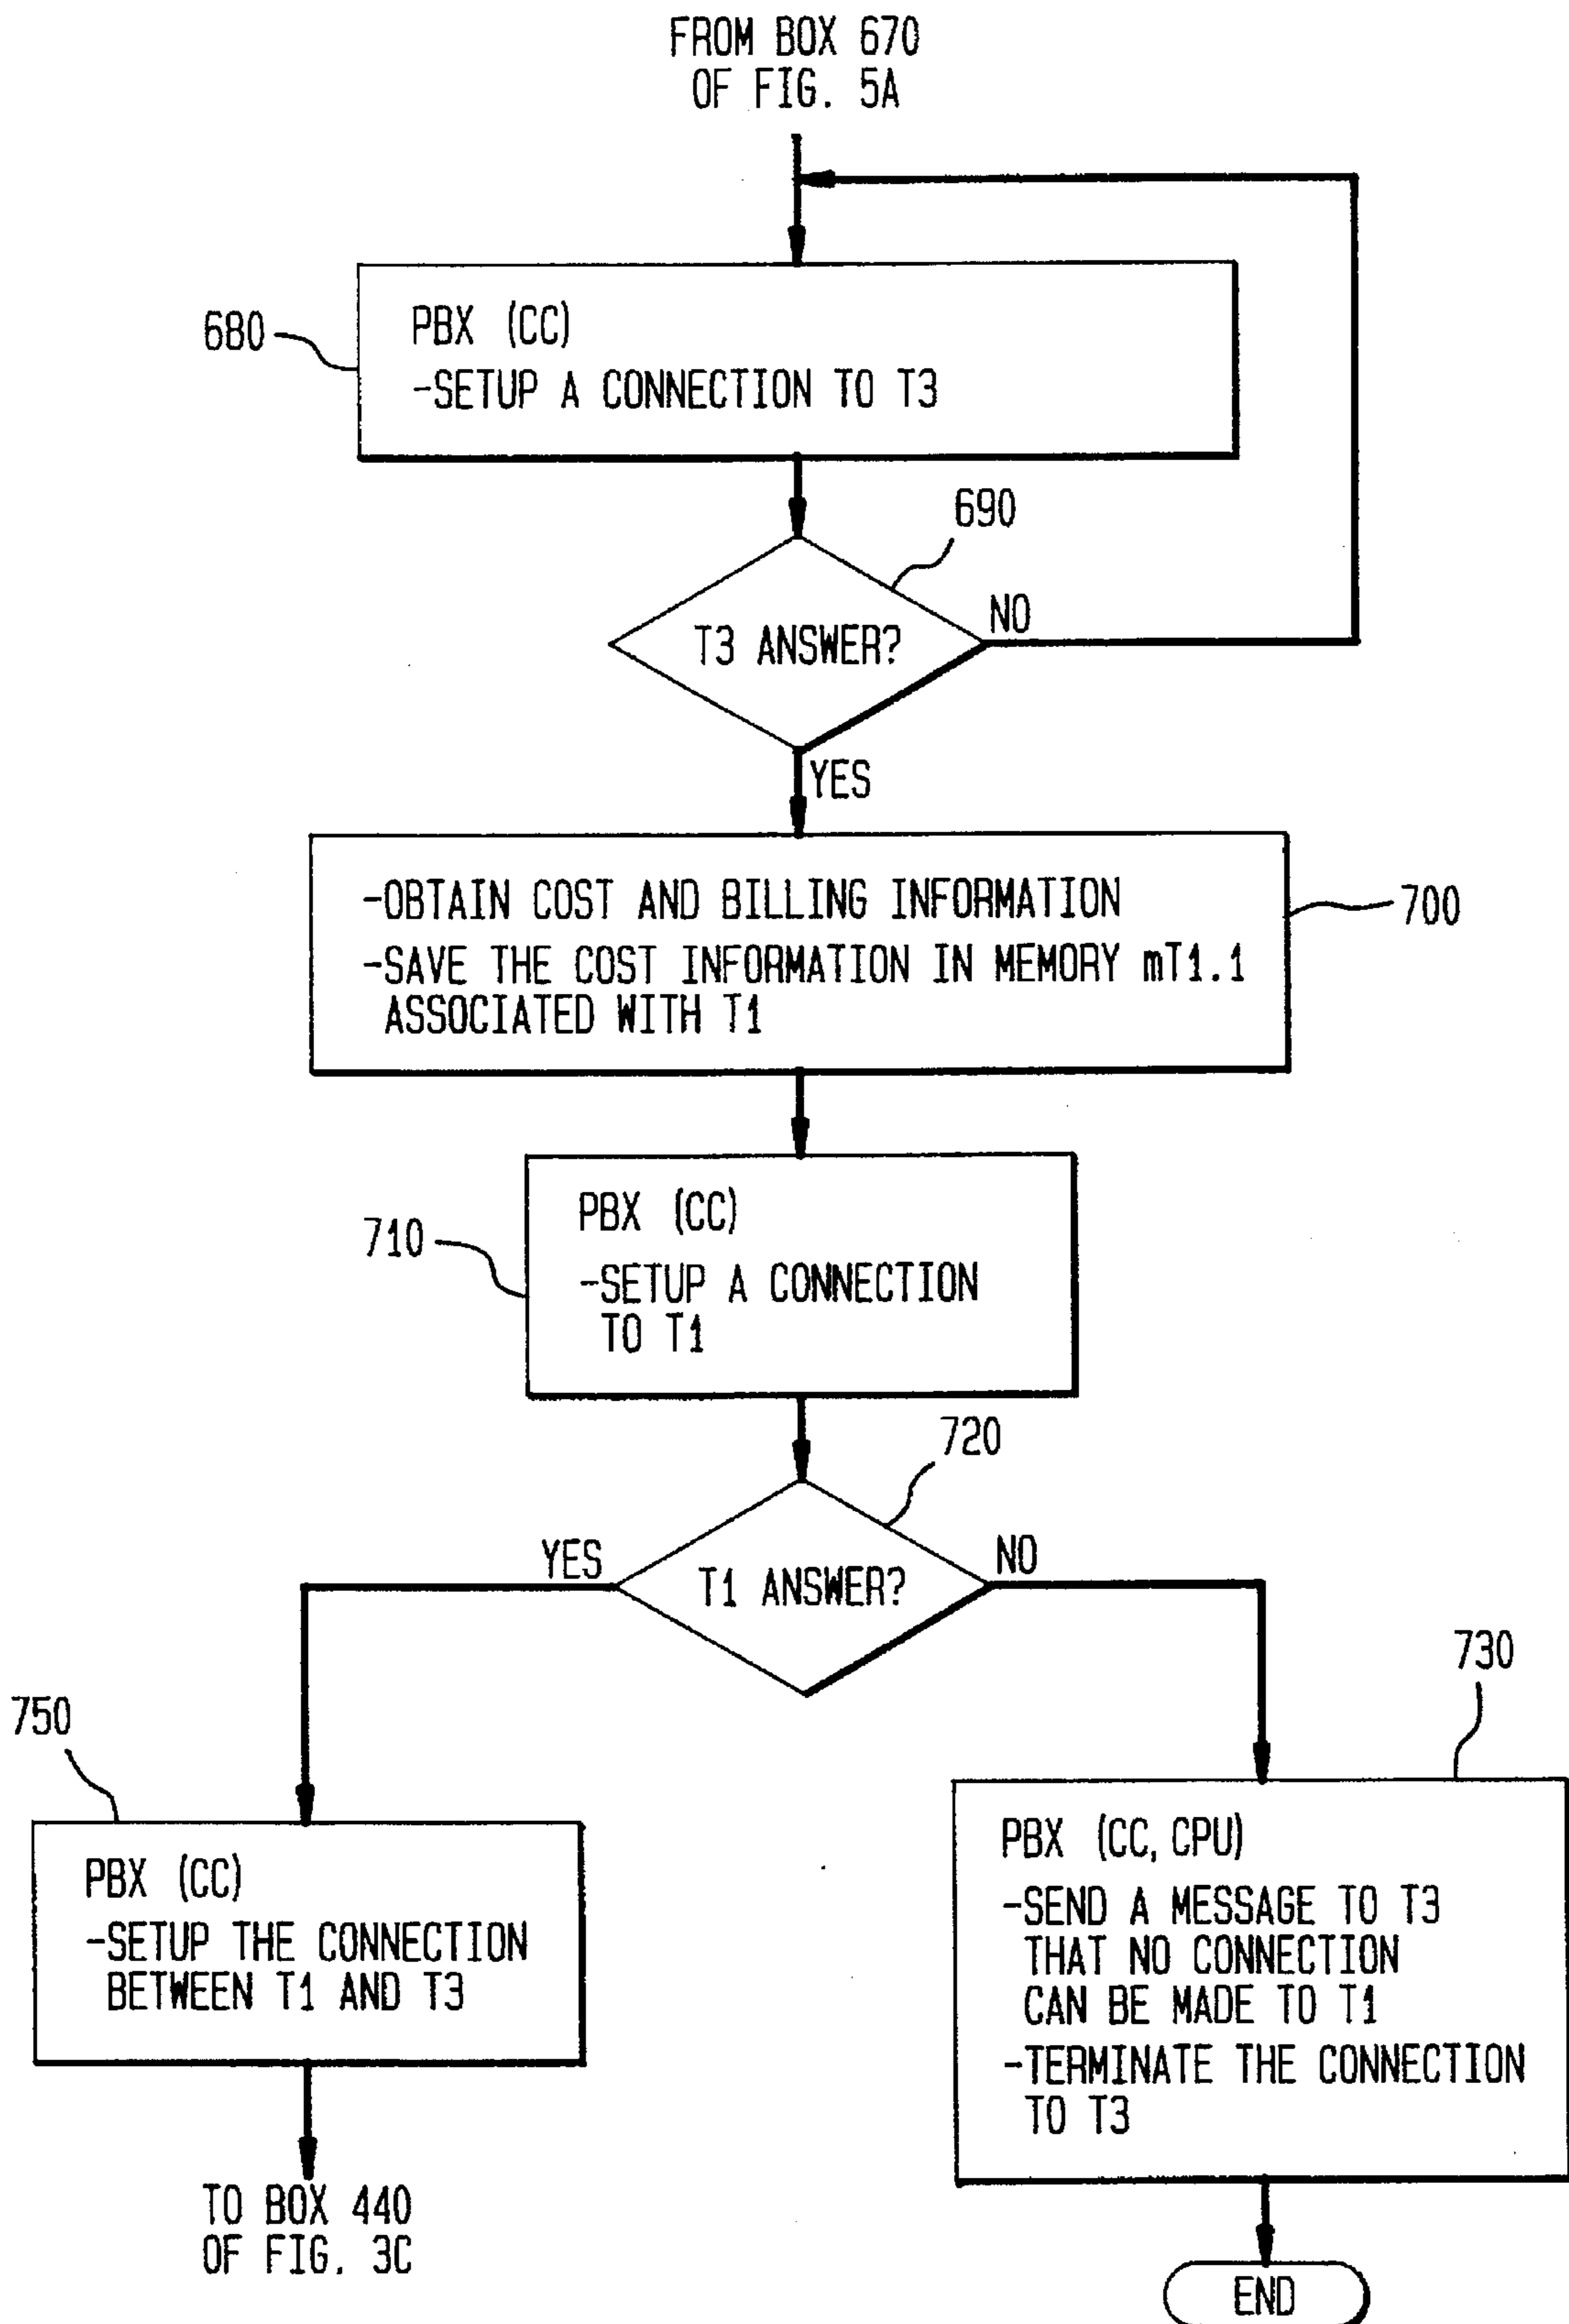 FROM BOX 670
OF FIG. 5A
680
PBX (CC)
-SETUP A CONNECTION TO T3
690
T3 ANSWER?
NO
YES
-OBTAIN COST AND BILLING INFORMATION
-SAVE THE COST INFORMATION IN MEMORY mT1.1
ASSOCIATED WITH T1
700
710
PBX (CC)
-SETUP A CONNECTION
TO T1
720
YES
T1 ANSWER?
NO
730
750
PBX (CC)
-SETUP THE CONNECTION
BETWEEN T1 AND T3
PBX (CC, CPU)
-SEND A MESSAGE TO T3
THAT NO CONNECTION
CAN BE MADE TO T1
-TERMINATE THE CONNECTION
TO T3
TO BOX 440
OF FIG. 3C
END